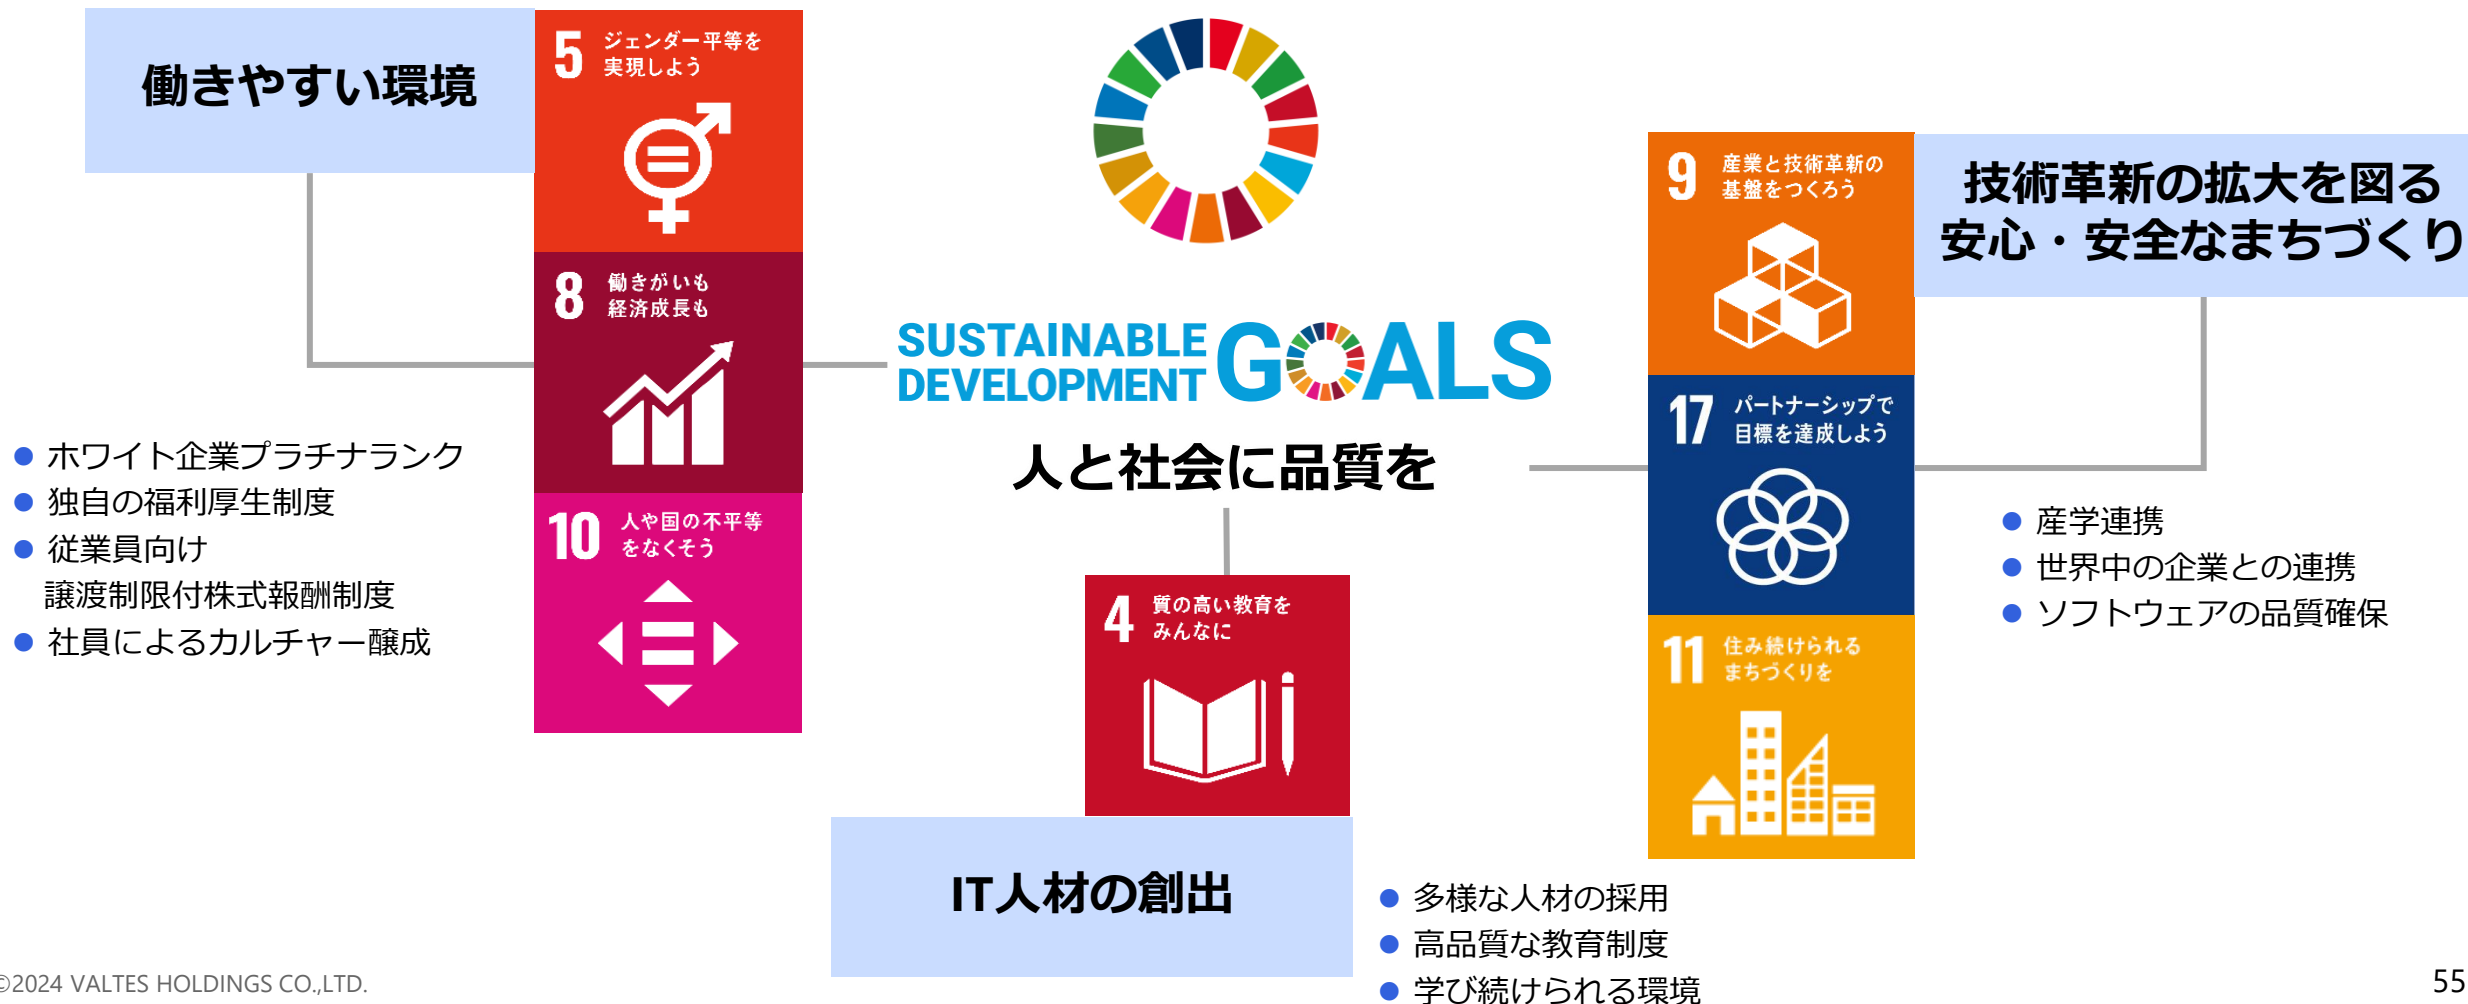 働きやすい環境
5 ジェンダー平等を
実現しよう
8 働きがいも
経済成長も
10 人や国の不平等
をなくそう
ホワイト企業プラチナランク
独自の福利厚生制度
従業員向け
譲渡制限付株式報酬制度
社員によるカルチャー醸成
SUSTAINABLE
DEVELOPMENT
GOALS
人と社会に品質を
4 質の高い教育を
みんなに
IT人材の創出
多様な人材の採用
高品質な教育制度
学び続けられる環境
9 産業と技術革新の
基盤をつくろう
17 パートナーシップで
目標を達成しよう
11 住み続けられる
まちづくりを
技術革新の拡大を図る
安心・安全なまちづくり
産学連携
世界中の企業との連携
ソフトウェアの品質確保
©2024 VALTES HOLDINGS CO.,LTD.
55